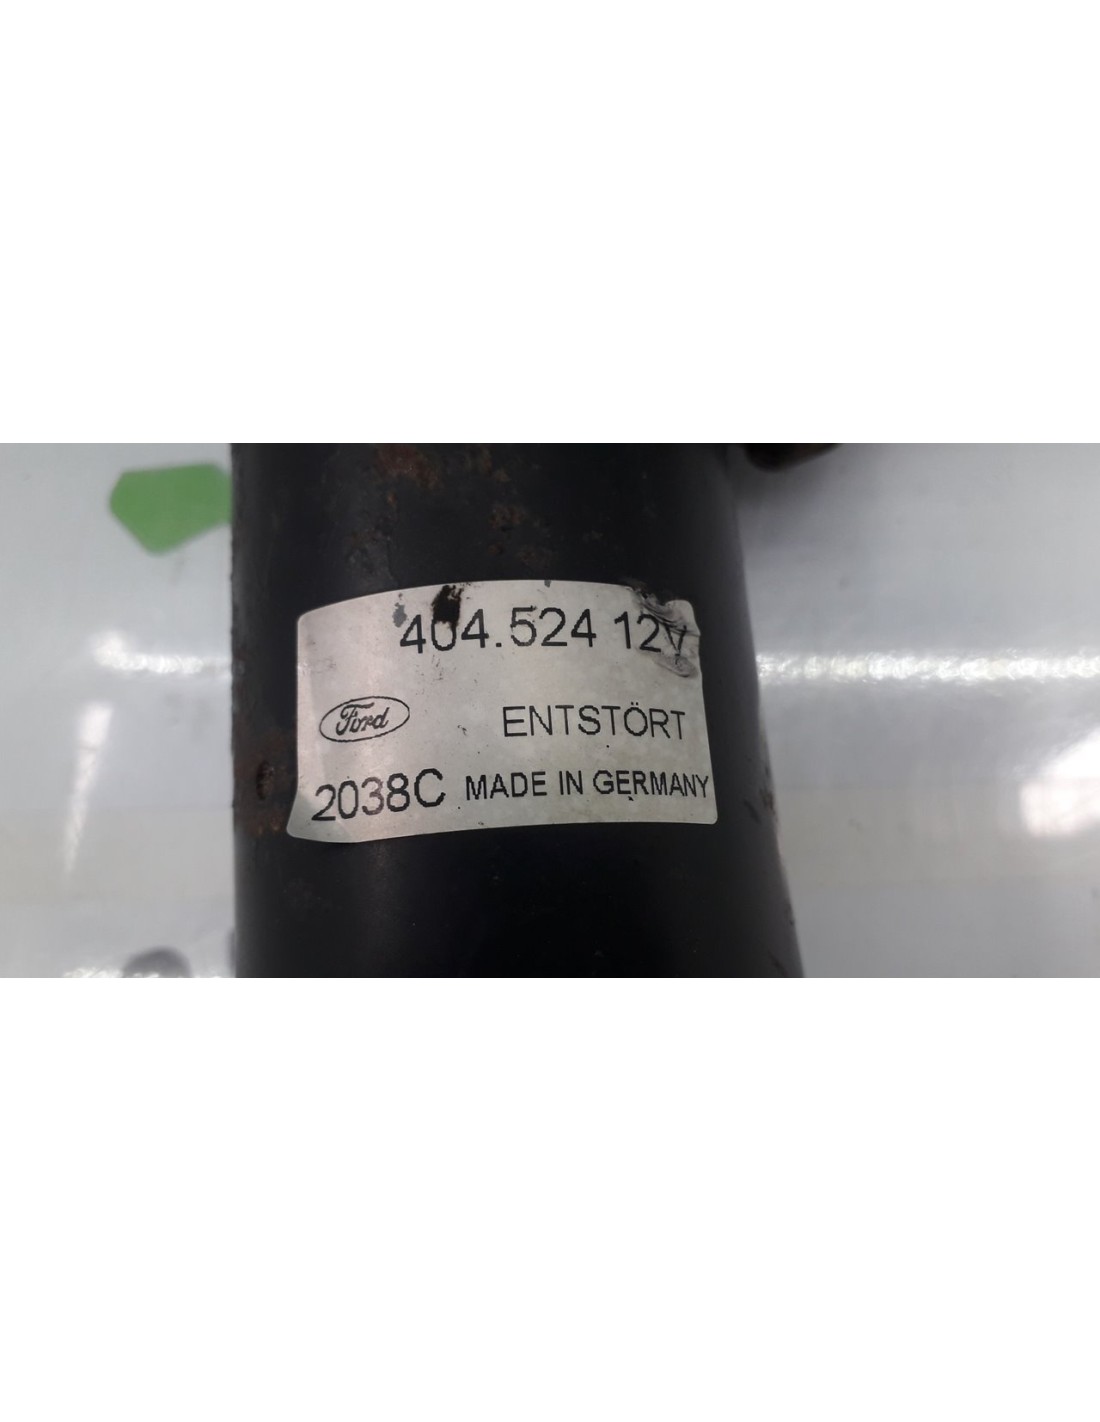 404.524 12V
Ford ENTSTÖRT
2038C MADE IN GERMANY